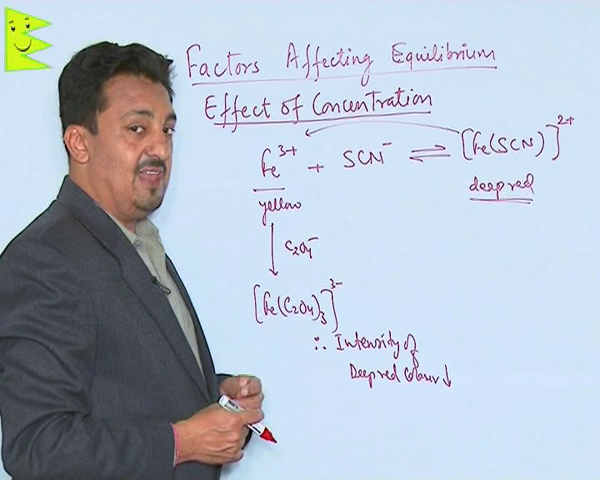 Factors Affecting Equilibrium
Effect of Concentration
Fe³⁺ + SCN⁻ ⇌ [Fe(SCN)]²⁺
yellow
deep red
↓ C₂O₄⁻
[Fe(C₂O₄)₃]³⁻
∴ Intensity of
Deep red Colour ↓